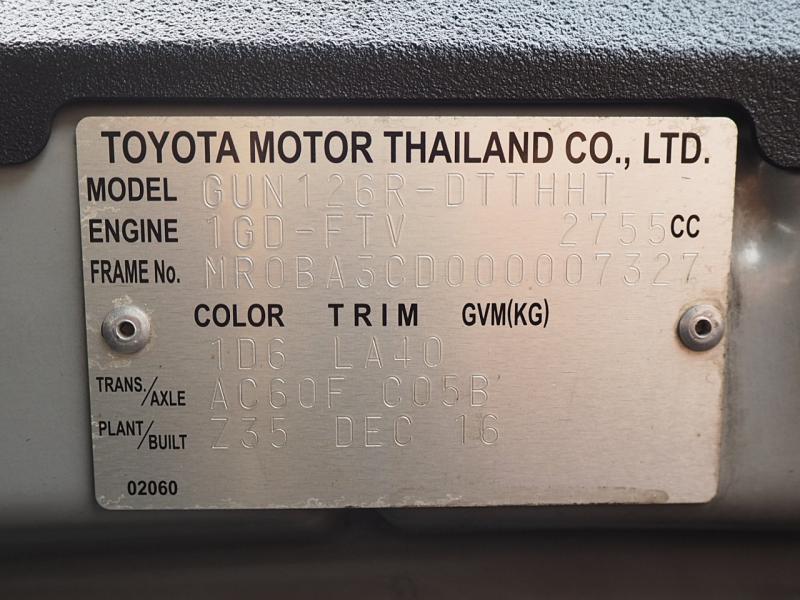 TOYOTA MOTOR THAILAND CO., LTD.
MODEL GUN126R-DTTHHT
ENGINE 1GD-FTV 2755CC
FRAME No. MR0BA3CD000007327
COLOR TRIM GVM(KG)
1D6 LA40
TRANS./AXLE AC60F C05B
PLANT/BUILT Z35 DEC 16
02060